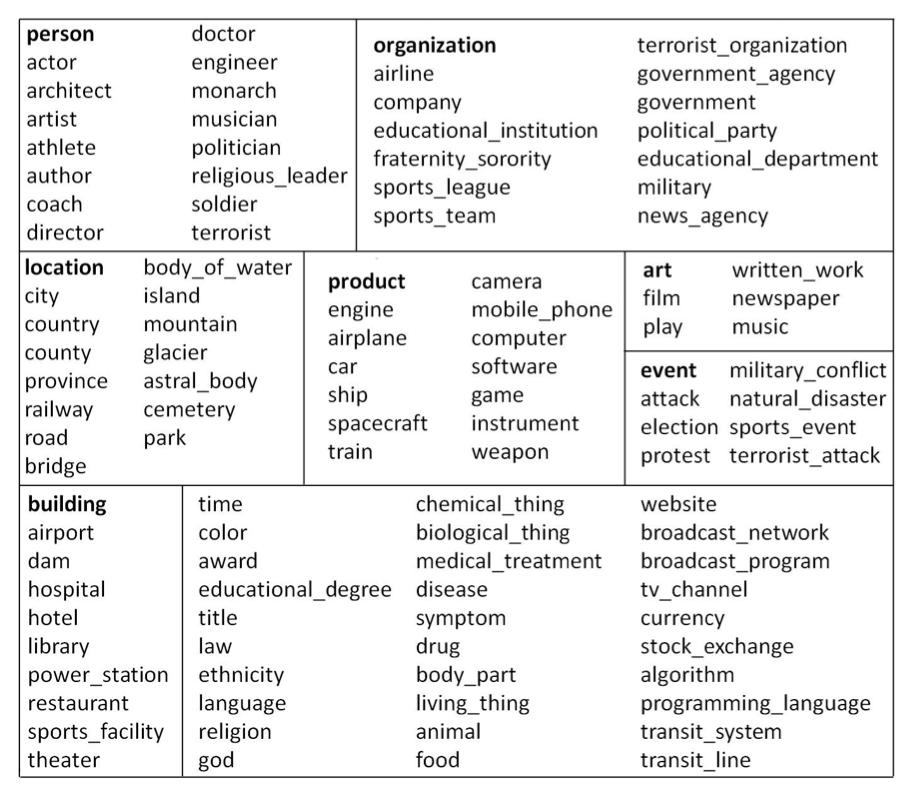 person
actor
architect
artist
athlete
author
coach
director
doctor
engineer
monarch
musician
politician
religious_leader
soldier
terrorist
organization
airline
company
educational_institution
fraternity_sorority
sports_league
sports_team
terrorist_organization
government_agency
government
political_party
educational_department
military
news_agency
location
city
country
county
province
railway
road
bridge
body_of_water
island
mountain
glacier
astral_body
cemetery
park
product
engine
airplane
car
ship
spacecraft
train
camera
mobile_phone
computer
software
game
instrument
weapon
art
film
play
written_work
newspaper
music
event
attack
election
protest
military_conflict
natural_disaster
sports_event
terrorist_attack
building
airport
dam
hospital
hotel
library
power_station
restaurant
sports_facility
theater
time
color
award
educational_degree
title
law
ethnicity
language
religion
god
chemical_thing
biological_thing
medical_treatment
disease
symptom
drug
body_part
living_thing
animal
food
website
broadcast_network
broadcast_program
tv_channel
currency
stock_exchange
algorithm
programming_language
transit_system
transit_line